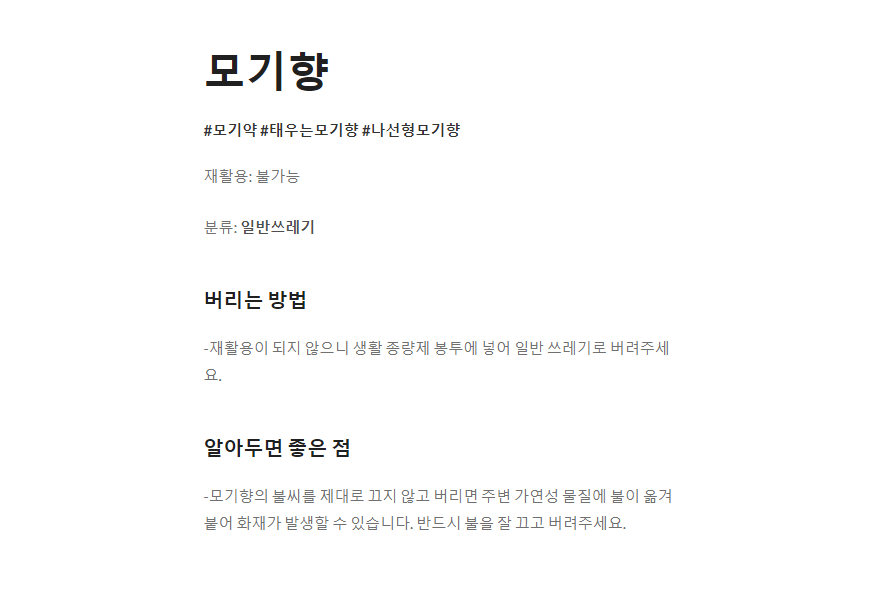 모기향
#모기약 #태우는모기향 #나선형모기향
재활용: 불가능
분류: 일반쓰레기
버리는 방법
-재활용이 되지 않으니 생활 종량제 봉투에 넣어 일반 쓰레기로 버려주세
요.
알아두면 좋은 점
-모기향의 불씨를 제대로 끄지 않고 버리면 주변 가연성 물질에 불이 옮겨
붙어 화재가 발생할 수 있습니다. 반드시 불을 잘 끄고 버려주세요.